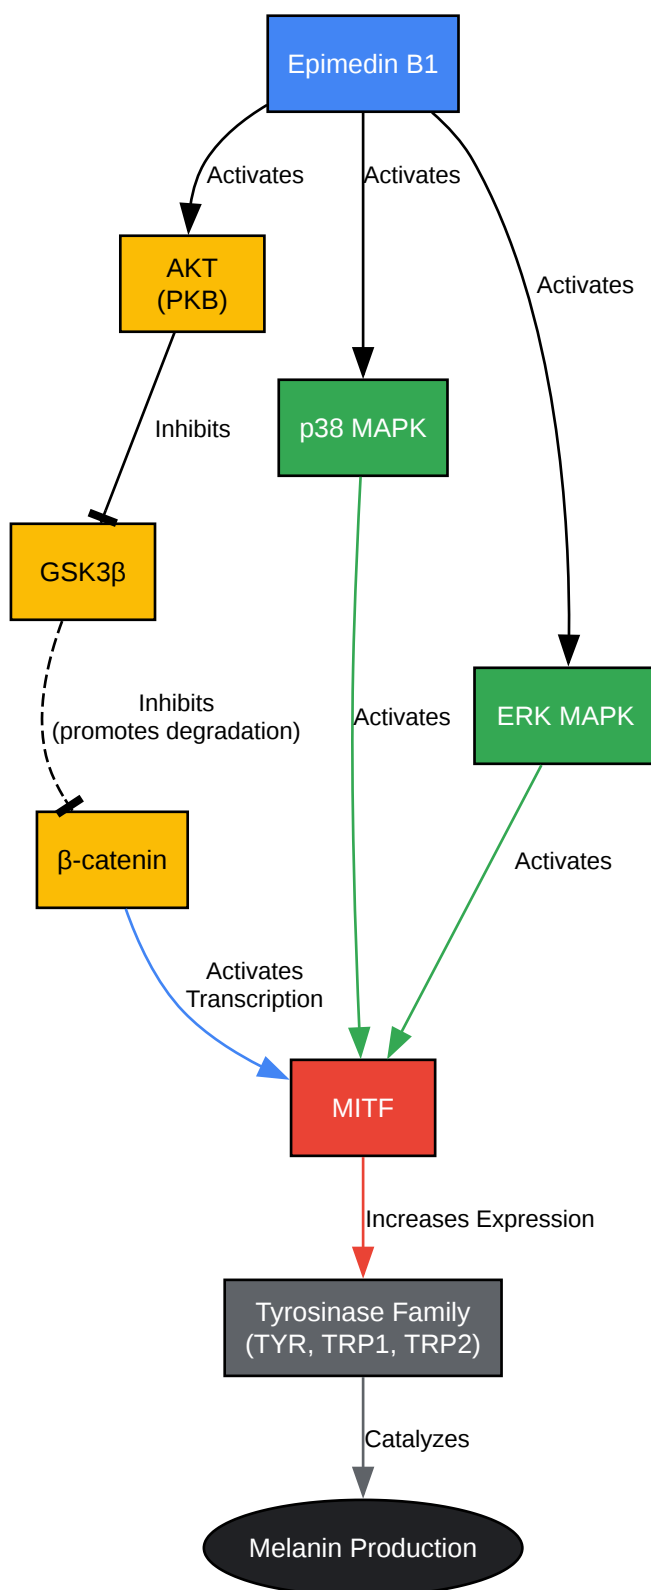 Epimedin B1
Activates
Activates
Activates
AKT
(PKB)
p38 MAPK
Inhibits
GSK3β
Inhibits
(promotes degradation)
Activates
ERK MAPK
β-catenin
Activates
Activates
Transcription
MITF
Increases Expression
Tyrosinase Family
(TYR, TRP1, TRP2)
Catalyzes
Melanin Production